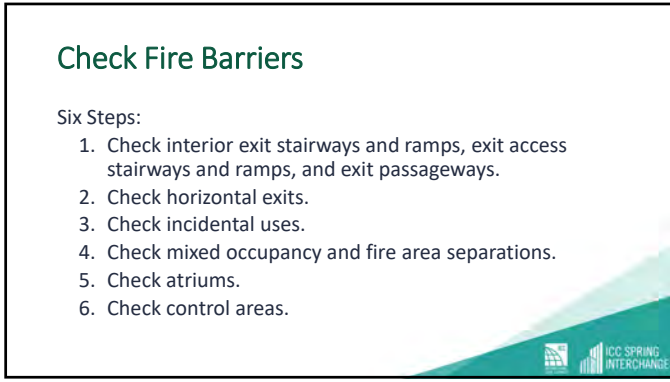 Check Fire Barriers
Six Steps:
1. Check interior exit stairways and ramps, exit access
stairways and ramps, and exit passageways.
2. Check horizontal exits.
3. Check incidental uses.
4. Check mixed occupancy and fire area separations.
5. Check atriums.
6. Check control areas.
ICC SPRING
INTERCHANGE